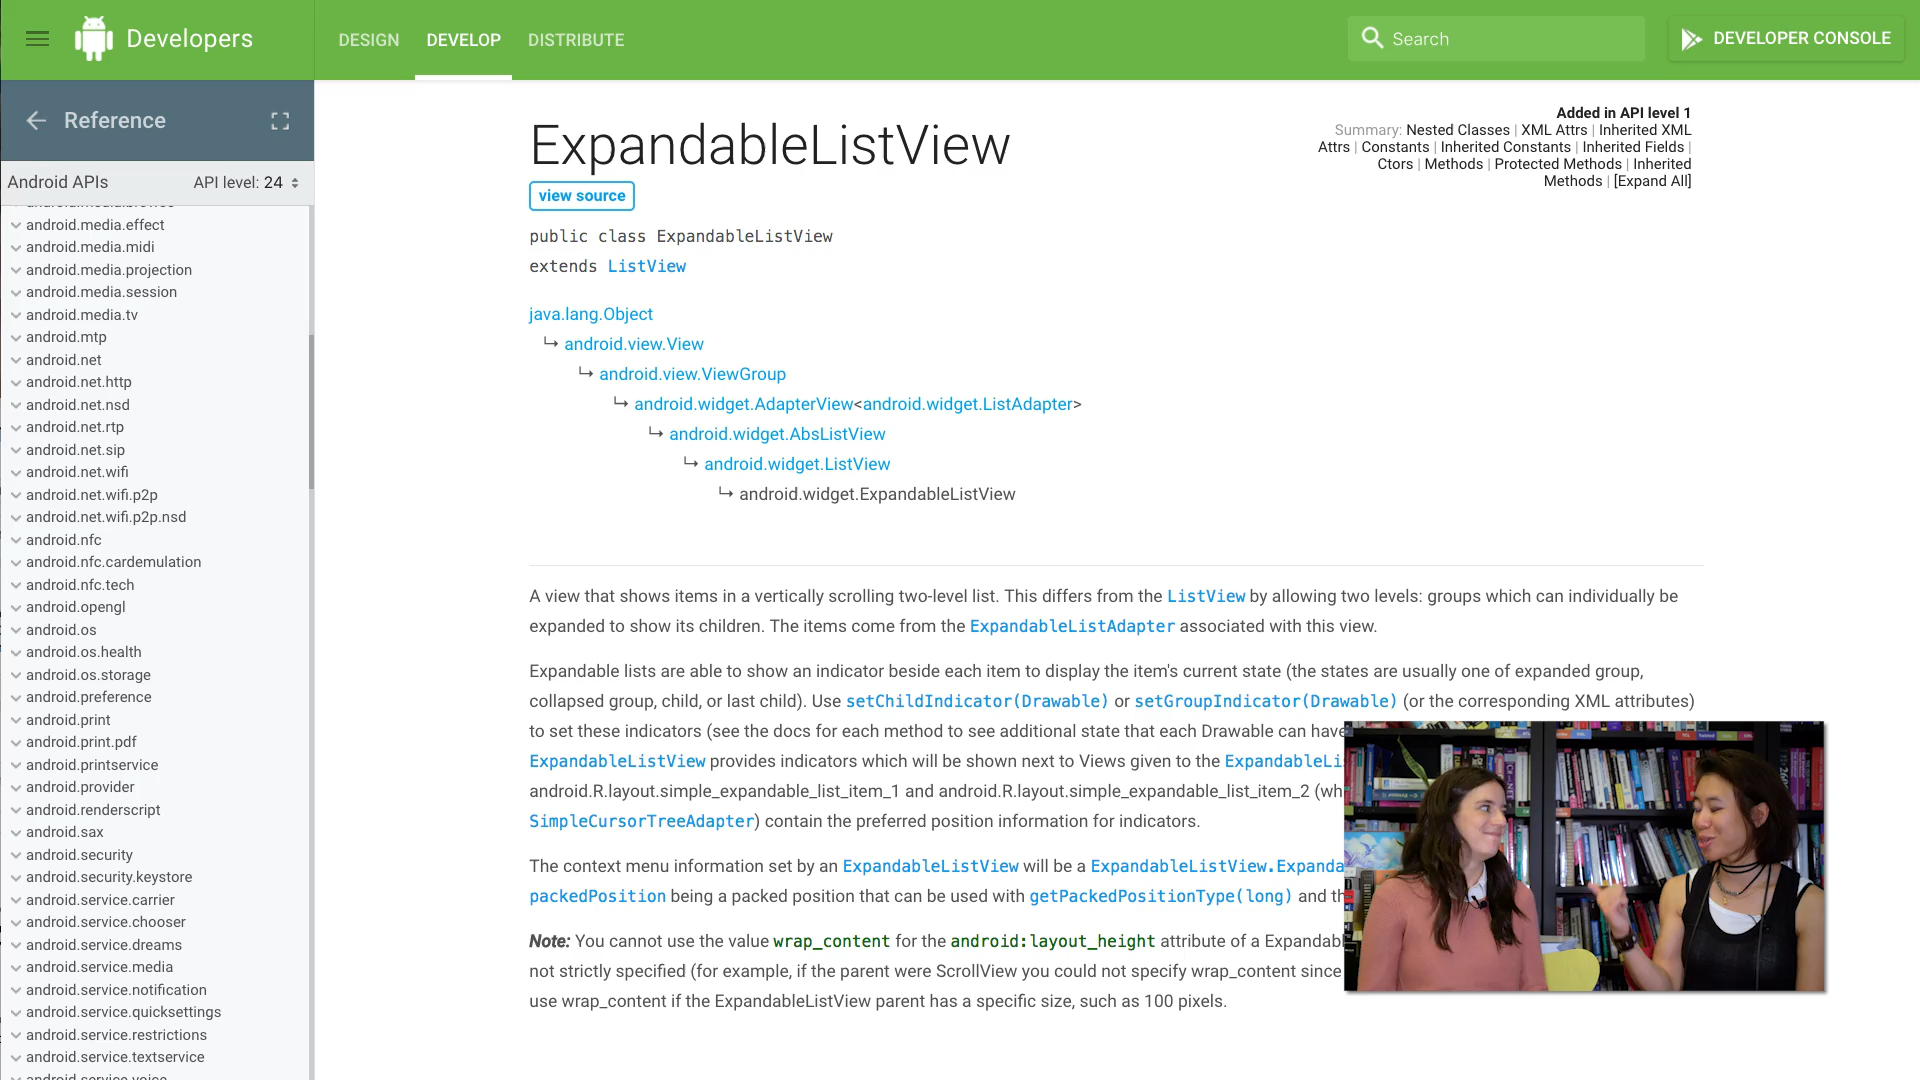 Developers
DESIGN
DEVELOP
DISTRIBUTE
Search
DEVELOPER CONSOLE
Reference
Android APIs
API level: 24
android.media.effect
android.media.midi
android.media.projection
android.media.session
android.media.tv
android.mtp
android.net
android.net.http
android.net.nsd
android.net.rtp
android.net.sip
android.net.wifi
android.net.wifi.p2p
android.net.wifi.p2p.nsd
android.nfc
android.nfc.cardemulation
android.nfc.tech
android.opengl
android.os
android.os.health
android.os.storage
android.preference
android.print
android.print.pdf
android.printservice
android.provider
android.renderscript
android.sax
android.security
android.security.keystore
android.service.carrier
android.service.chooser
android.service.dreams
android.service.media
android.service.notification
android.service.quicksettings
android.service.restrictions
android.service.textservice
ExpandableListView
view source
Added in API level 1
Summary: Nested Classes | XML Attrs | Inherited XML
Attrs | Constants | Inherited Constants | Inherited Fields |
Ctors | Methods | Protected Methods | Inherited
Methods | [Expand All]
public class ExpandableListView
extends ListView
java.lang.Object
↳ android.view.View
↳ android.view.ViewGroup
↳ android.widget.AdapterView<android.widget.ListAdapter>
↳ android.widget.AbsListView
↳ android.widget.ListView
↳ android.widget.ExpandableListView
A view that shows items in a vertically scrolling two-level list. This differs from the ListView by allowing two levels: groups which can individually be
expanded to show its children. The items come from the ExpandableListAdapter associated with this view.
Expandable lists are able to show an indicator beside each item to display the item's current state (the states are usually one of expanded group,
collapsed group, child, or last child). Use setChildIndicator(Drawable) or setGroupIndicator(Drawable) (or the corresponding XML attributes)
to set these indicators (see the docs for each method to see additional state that each Drawable can have
ExpandableListView provides indicators which will be shown next to Views given to the ExpandableLi
android.R.layout.simple_expandable_list_item_1 and android.R.layout.simple_expandable_list_item_2 (wh
SimpleCursorTreeAdapter) contain the preferred position information for indicators.
The context menu information set by an ExpandableListView will be a ExpandableListView.Expanda
packedPosition being a packed position that can be used with getPackedPositionType(long) and th
Note: You cannot use the value wrap_content for the android:layout_height attribute of a Expandabl
not strictly specified (for example, if the parent were ScrollView you could not specify wrap_content since
use wrap_content if the ExpandableListView parent has a specific size, such as 100 pixels.